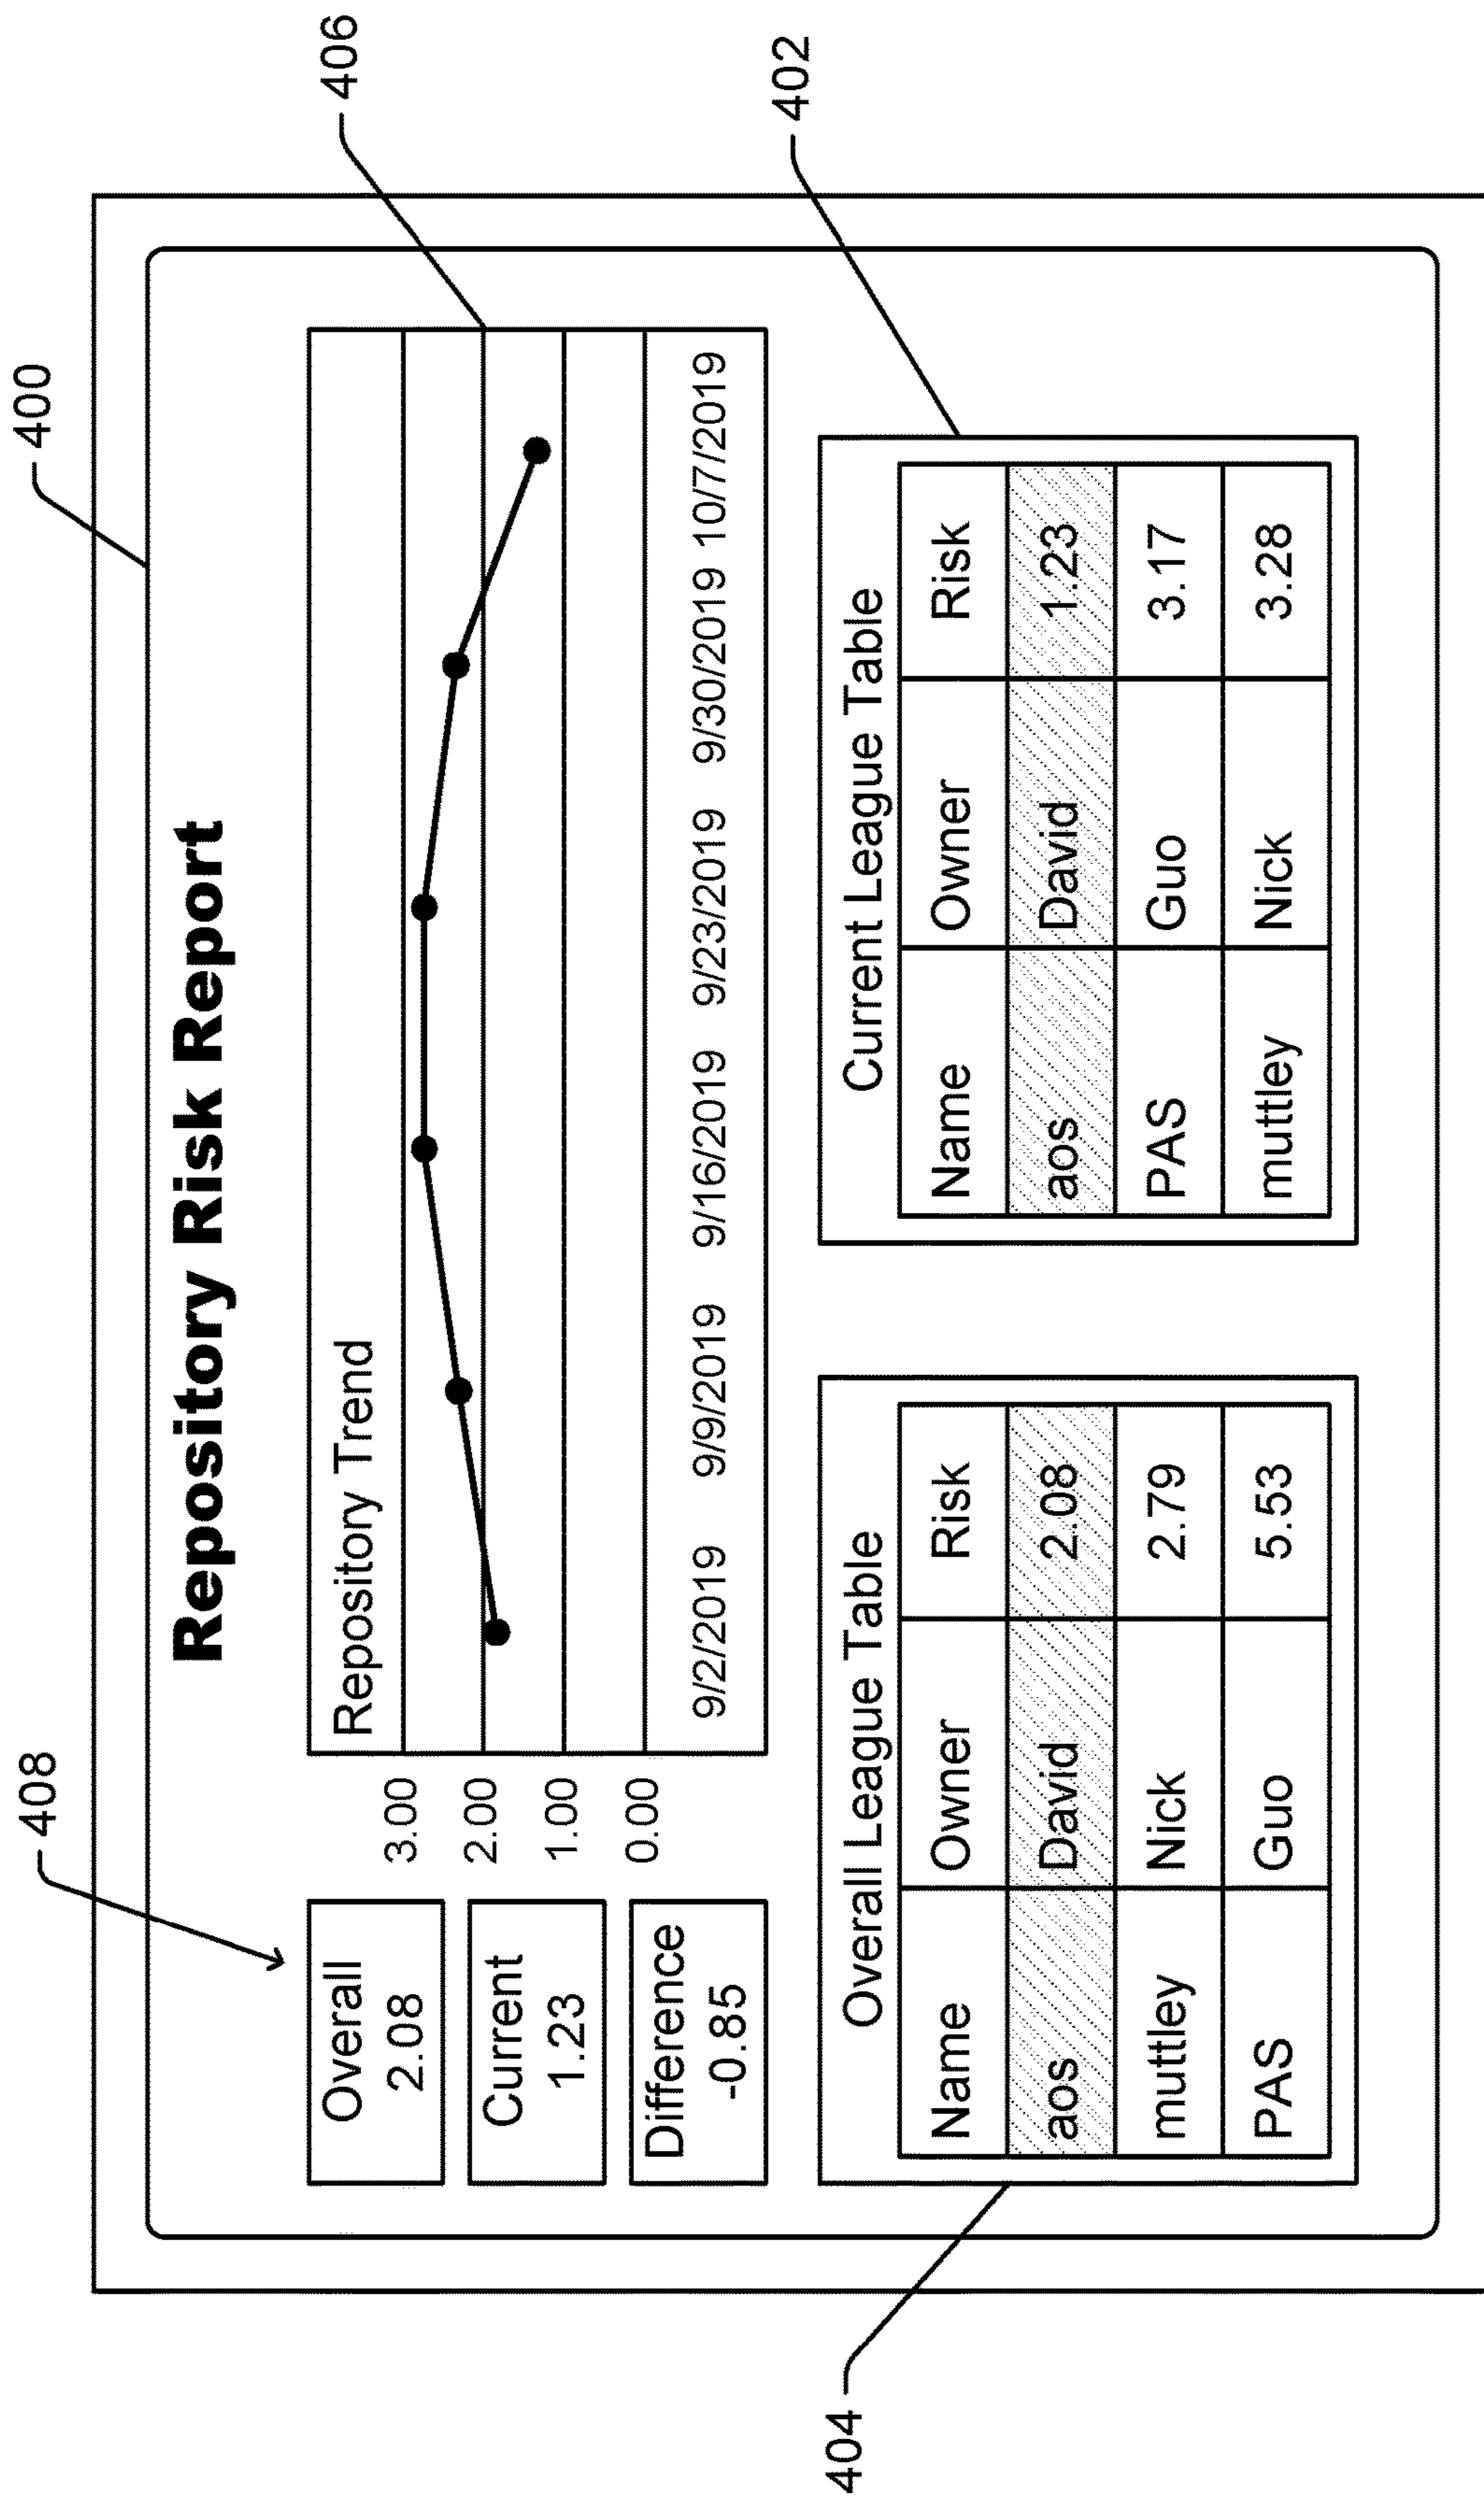 400
408
406
Repository Risk Report
Overall
2.08
Current
1.23
Difference
-0.85
Repository Trend
3.00
2.00
1.00
0.00
9/2/2019 9/9/2019 9/16/2019 9/23/2019 9/30/2019 10/7/2019
402
404
Overall League Table
Name Owner Risk
aos David 2.08
muttley Nick 2.79
PAS Guo 5.53
Current League Table
Name Owner Risk
aos David 1.23
PAS Guo 3.17
muttley Nick 3.28